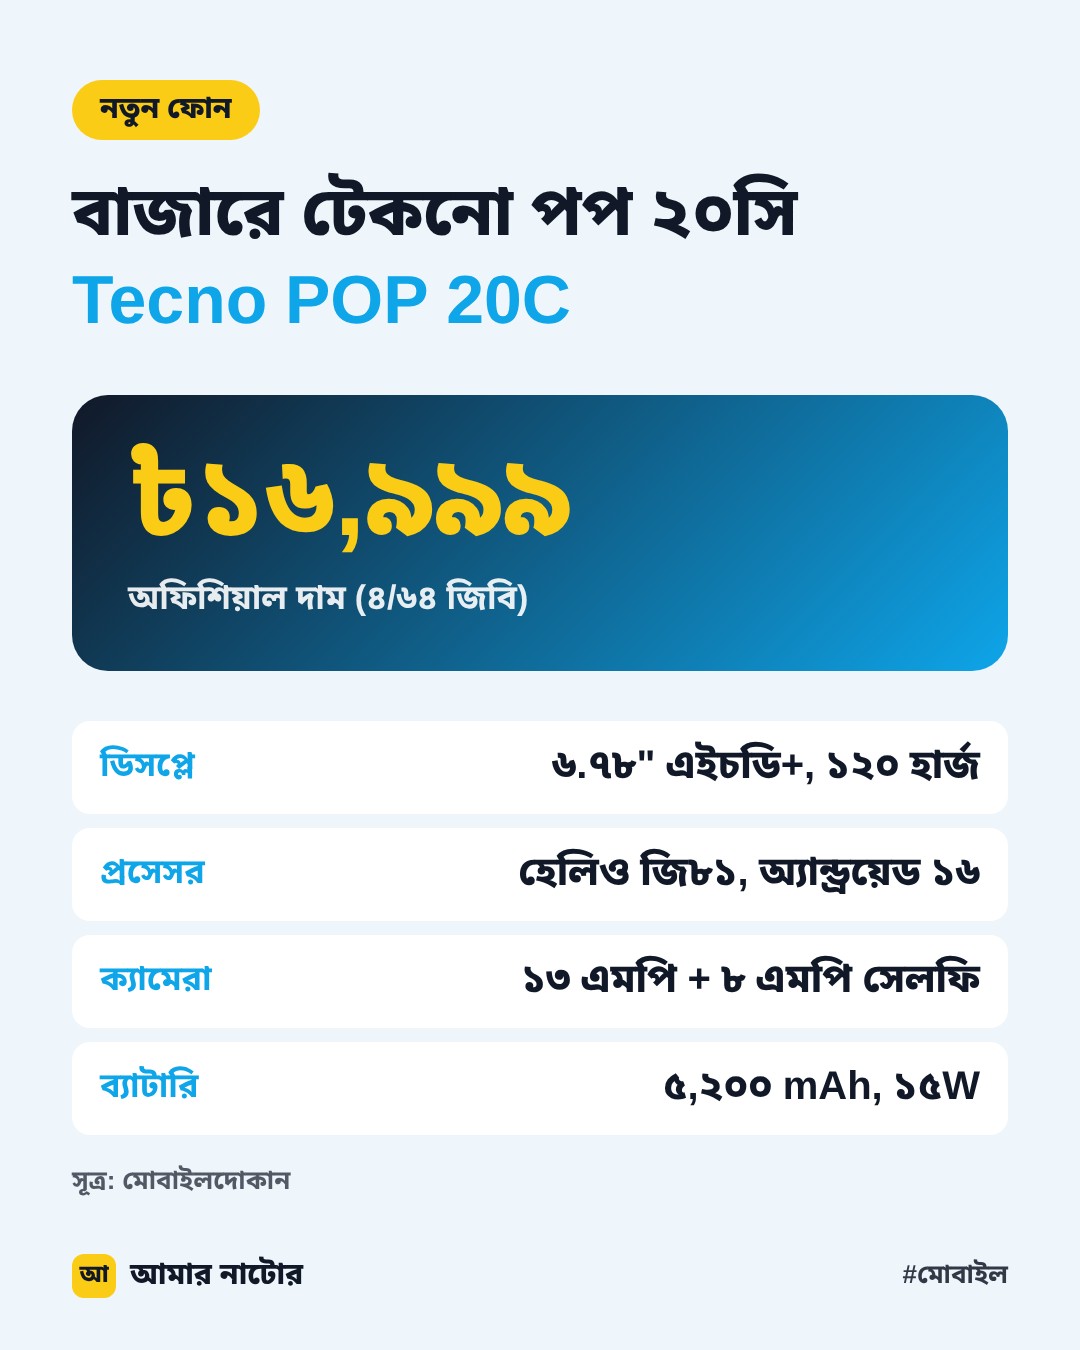 নতুন ফোন
বাজারে টেকনো পপ ২০সি
Tecno POP 20C
৳১৬,৯৯৯
অফিশিয়াল দাম (৪/৬৪ জিবি)
ডিসপ্লে ৬.৭৮" এইচডি+, ১২০ হার্জ
প্রসেসর হেলিও জি৮১, অ্যান্ড্রয়েড ১৬
ক্যামেরা ১৩ এমপি + ৮ এমপি সেলফি
ব্যাটারি ৫,২০০ mAh, ১৫W
সূত্র: মোবাইলদোকান
আ আমার নাটোর #মোবাইল